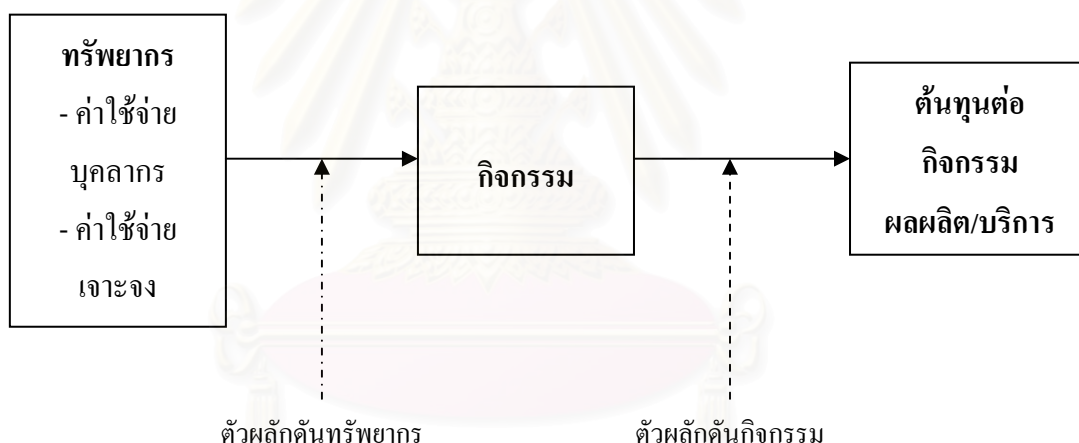 ทรัพยากร
- ค่าใช้จ่าย
บุคลากร
- ค่าใช้จ่าย
เจาะจง
กิจกรรม
ต้นทุนต่อ
กิจกรรม
ผลผลิต/บริการ
ตัวผลักดันทรัพยากร
ตัวผลักดันกิจกรรม